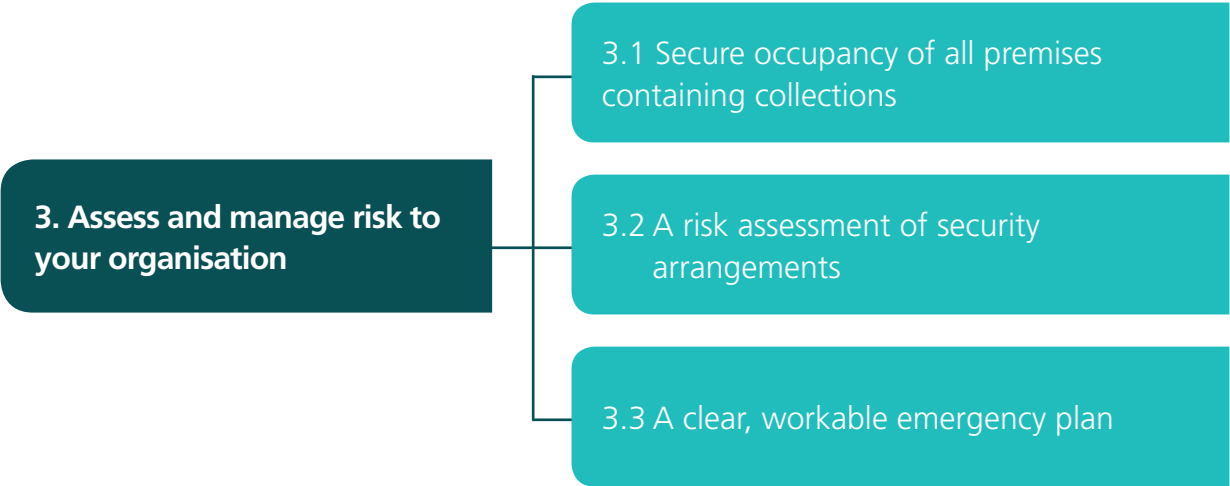 3.1 Secure occupancy of all premises
containing collections
3. Assess and manage risk to
your organisation
3.2 A risk assessment of security
arrangements
3.3 A clear, workable emergency plan